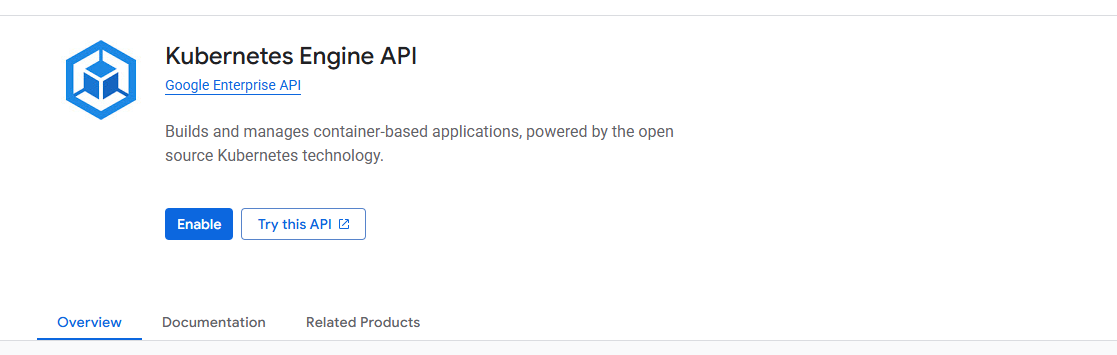 Kubernetes Engine API
Google Enterprise API
Builds and manages container-based applications, powered by the open
source Kubernetes technology.
Enable
Try this API
Overview
Documentation
Related Products